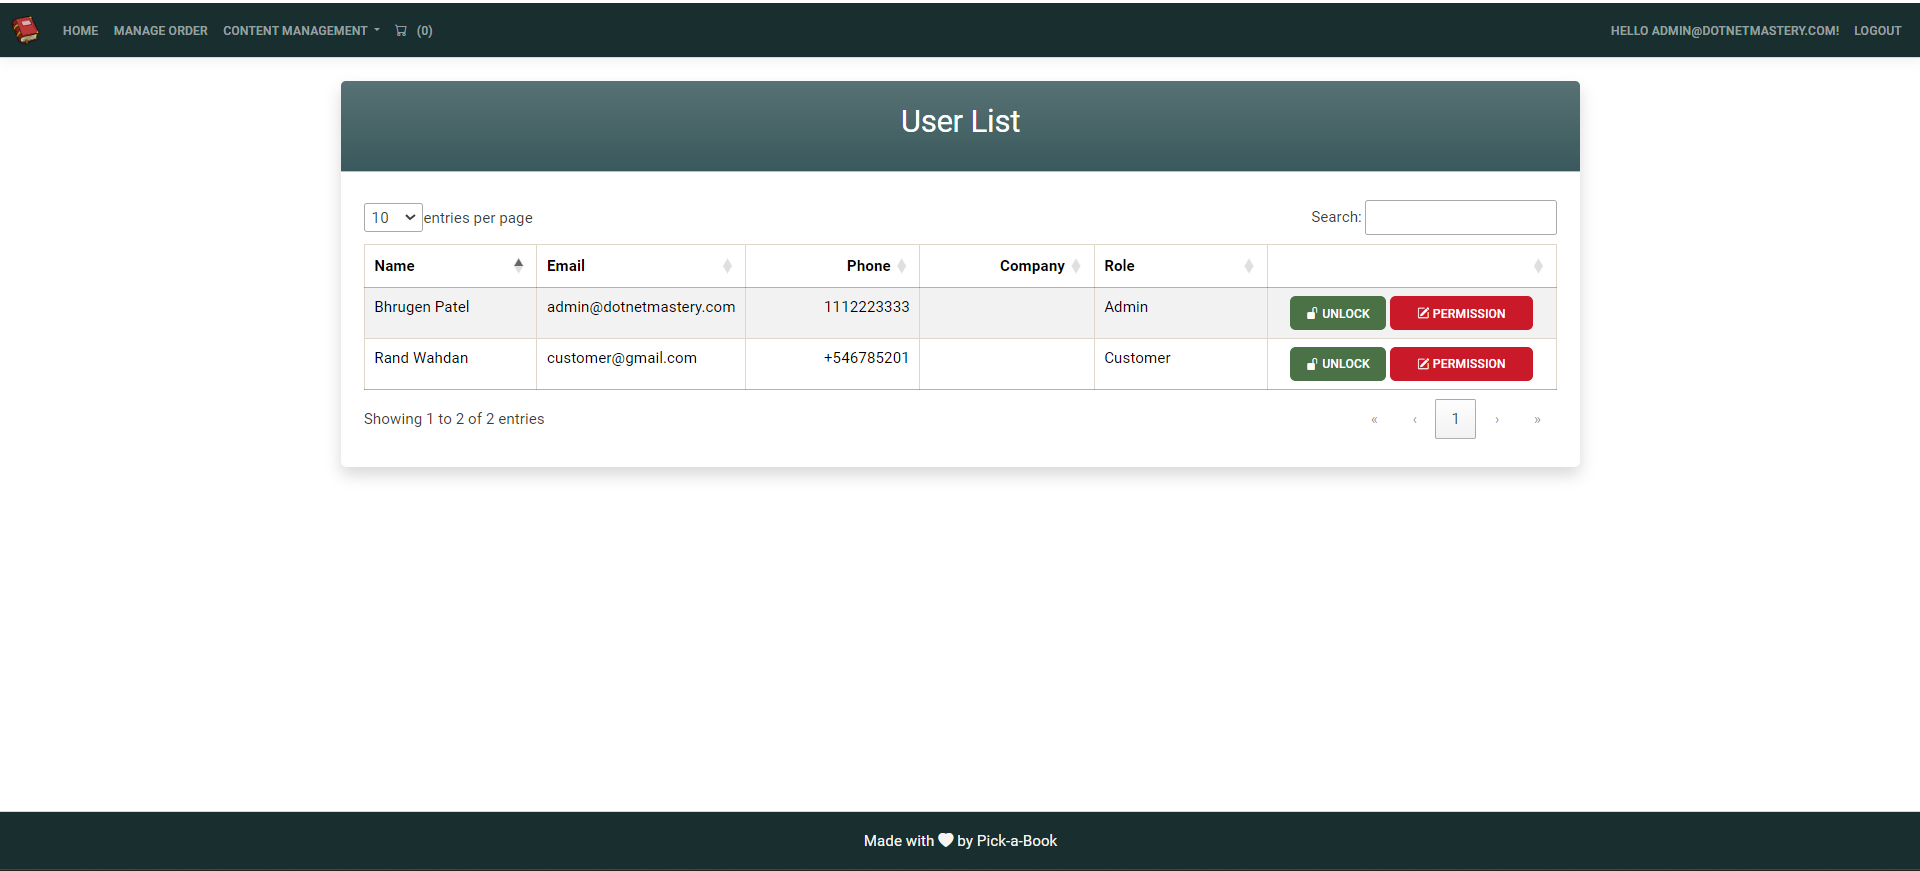 HOME MANAGE ORDER CONTENT MANAGEMENT (0) HELLO ADMIN@DOTNETMASTERY.COM! LOGOUT
User List
10 entries per page Search:
Name Email Phone Company Role
Bhrugen Patel admin@dotnetmastery.com 1112223333 Admin UNLOCK PERMISSION
Rand Wahdan customer@gmail.com +546785201 Customer UNLOCK PERMISSION
Showing 1 to 2 of 2 entries « ‹ 1 › »
Made with by Pick-a-Book